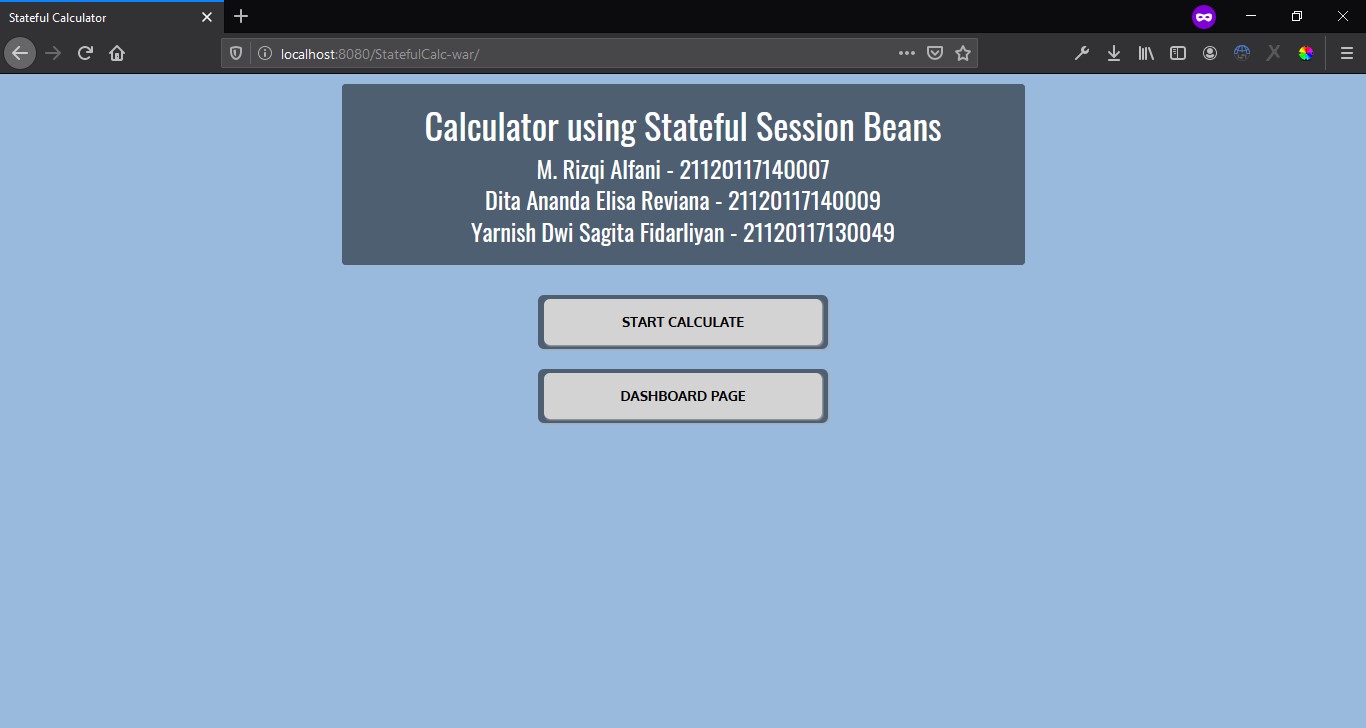 Stateful Calculator
localhost:8080/StatefulCalc-war/
Calculator using Stateful Session Beans
M. Rizqi Alfani - 21120117140007
Dita Ananda Elisa Reviana - 21120117140009
Yarnish Dwi Sagita Fidarliyan - 21120117130049
START CALCULATE
DASHBOARD PAGE